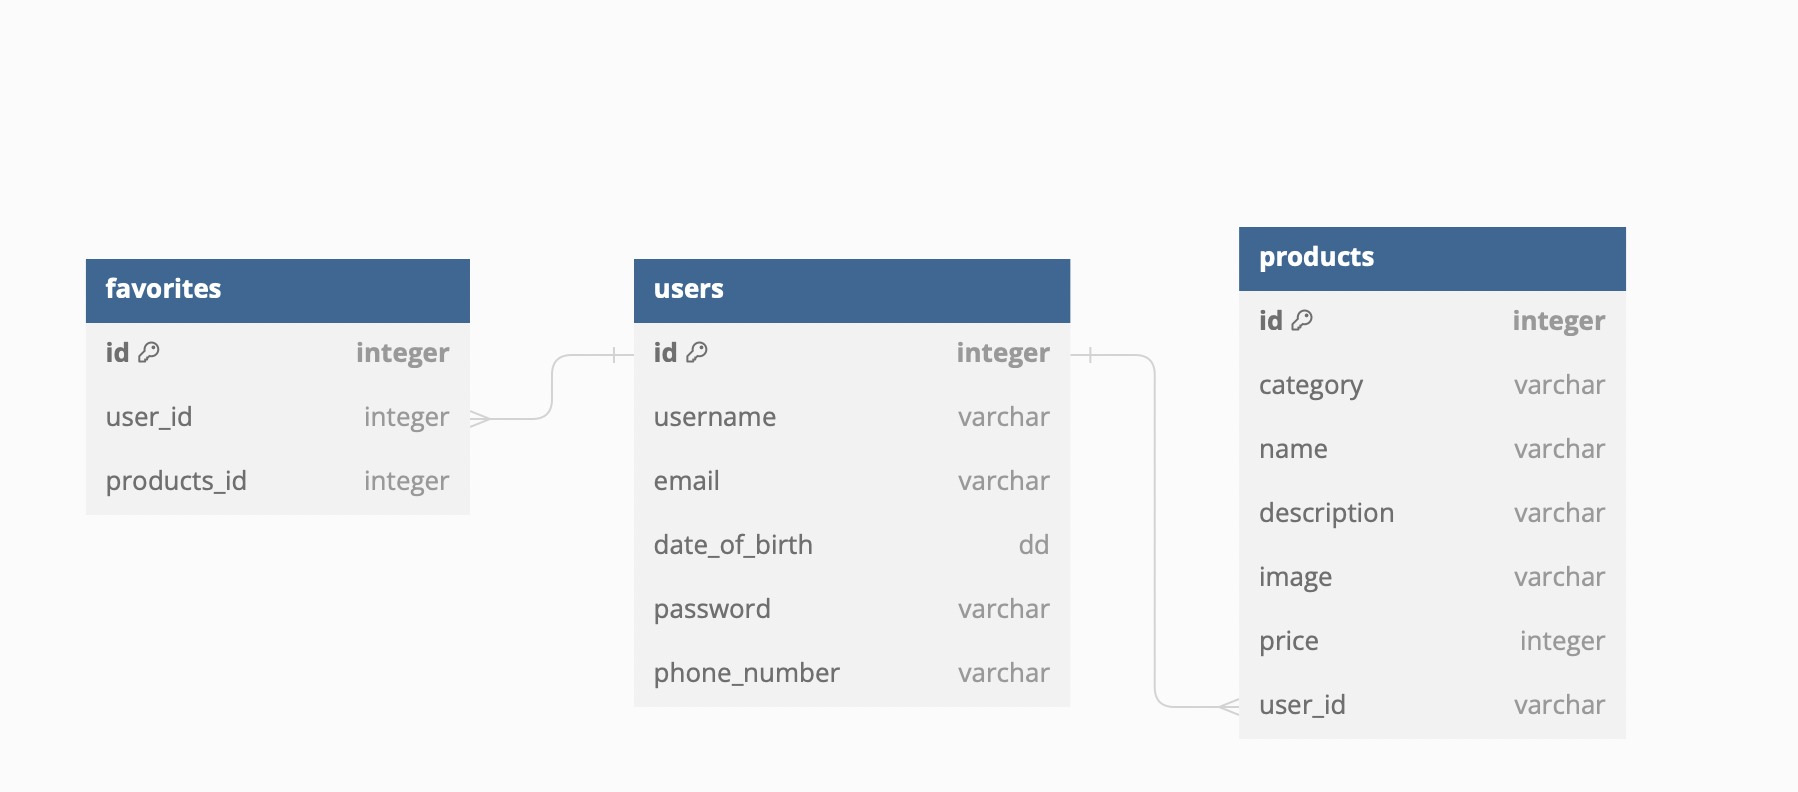 favorites
id integer
user_id integer
products_id integer
users
id integer
username varchar
email varchar
date_of_birth dd
password varchar
phone_number varchar
products
id integer
category varchar
name varchar
description varchar
image varchar
price integer
user_id varchar